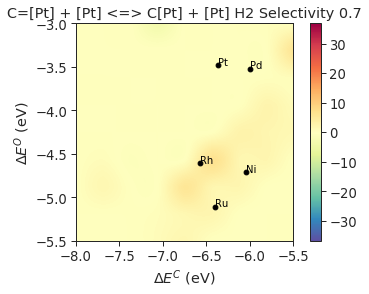 C=[Pt] + [Pt] <=> C[Pt] + [Pt] H2 Selectivity 0.7
−3.0
−3.5
−4.0
−4.5
−5.0
−5.5
ΔE^O (eV)
Pt
Pd
Rh
Ni
Ru
−8.0
−7.5
−7.0
−6.5
−6.0
−5.5
ΔE^C (eV)
30
20
10
0
−10
−20
−30